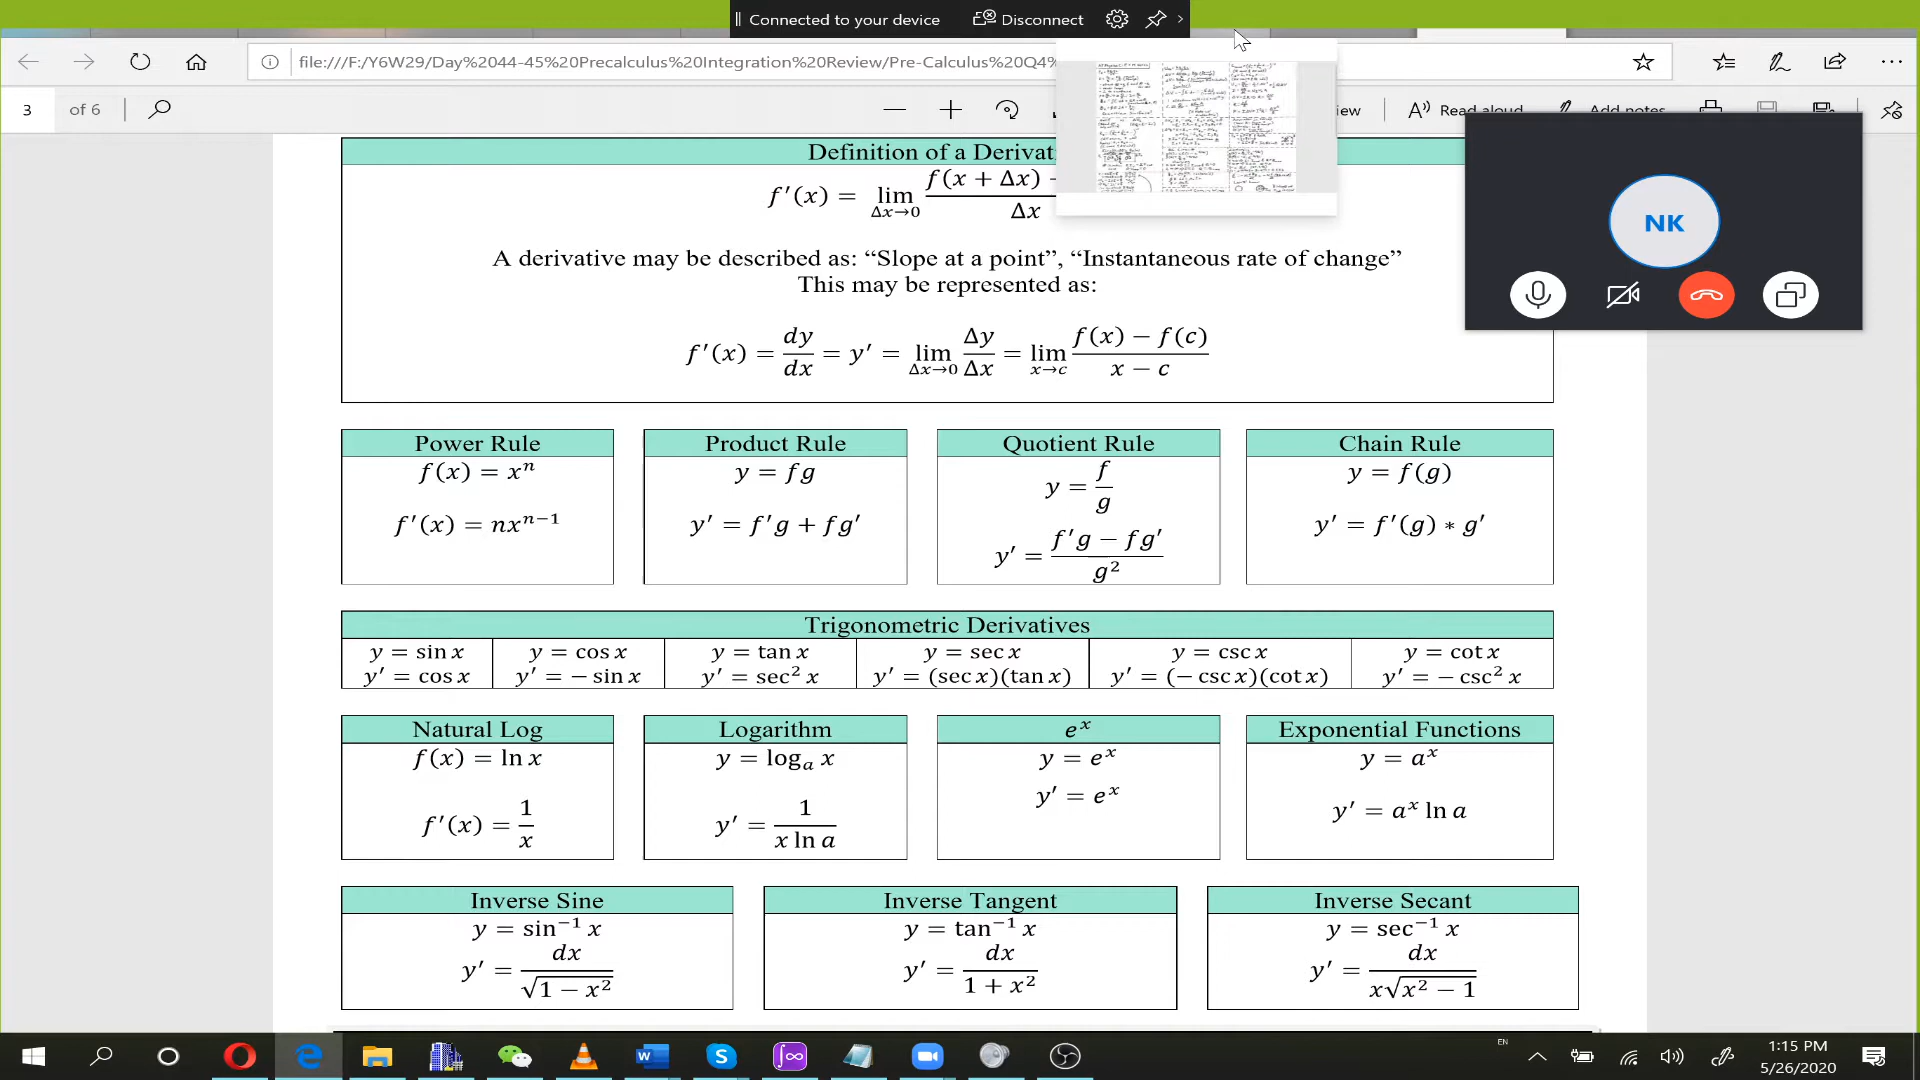 Connected to your device Disconnect
file:///F:/Y6W29/Day%2044-45%20Precalculus%20Integration%20Review/Pre-Calculus%20Q4%
3 of 6
Read aloud Add notes
Definition of a Derivati
f′(x) = lim Δx→0 f(x + Δx) − / Δx
A derivative may be described as: “Slope at a point”, “Instantaneous rate of change”
This may be represented as:
f′(x) = dy/dx = y′ = lim Δx→0 Δy/Δx = lim x→c (f(x) − f(c))/(x − c)
Power Rule
f(x) = xⁿ
f′(x) = nxⁿ⁻¹
Product Rule
y = fg
y′ = f′g + fg′
Quotient Rule
y = f/g
y′ = (f′g − fg′)/g²
Chain Rule
y = f(g)
y′ = f′(g) * g′
Trigonometric Derivatives
y = sin x
y′ = cos x
y = cos x
y′ = − sin x
y = tan x
y′ = sec² x
y = sec x
y′ = (sec x)(tan x)
y = csc x
y′ = (− csc x)(cot x)
y = cot x
y′ = − csc² x
Natural Log
f(x) = ln x
f′(x) = 1/x
Logarithm
y = logₐ x
y′ = 1/(x ln a)
eˣ
y = eˣ
y′ = eˣ
Exponential Functions
y = aˣ
y′ = aˣ ln a
Inverse Sine
y = sin⁻¹ x
y′ = dx/√(1 − x²)
Inverse Tangent
y = tan⁻¹ x
y′ = dx/(1 + x²)
Inverse Secant
y = sec⁻¹ x
y′ = dx/(x√(x² − 1))
NK
EN
1:15 PM
5/26/2020